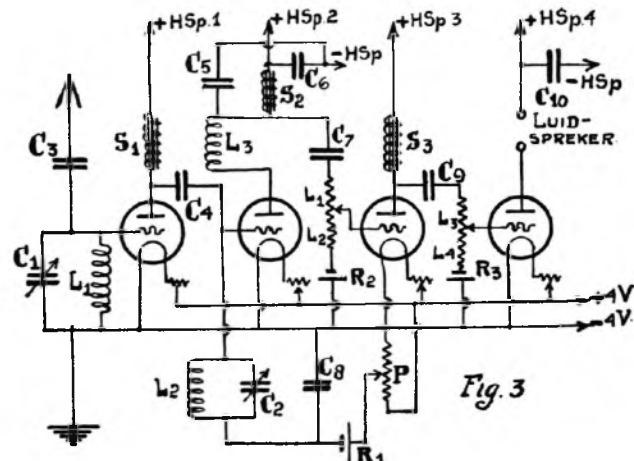 +HSp.1
+HSp.2
+HSp.3
+HSp.4
-HSp
C5
C6
S2
C10
-HSp
C3
S1
L3
C7
S3
LUID-
SPREKER
C4
C9
L1
L3
C1
L1
L2
L4
R2
R3
-4V
-4V
L2
C2
C8
P
R1
Fig. 3